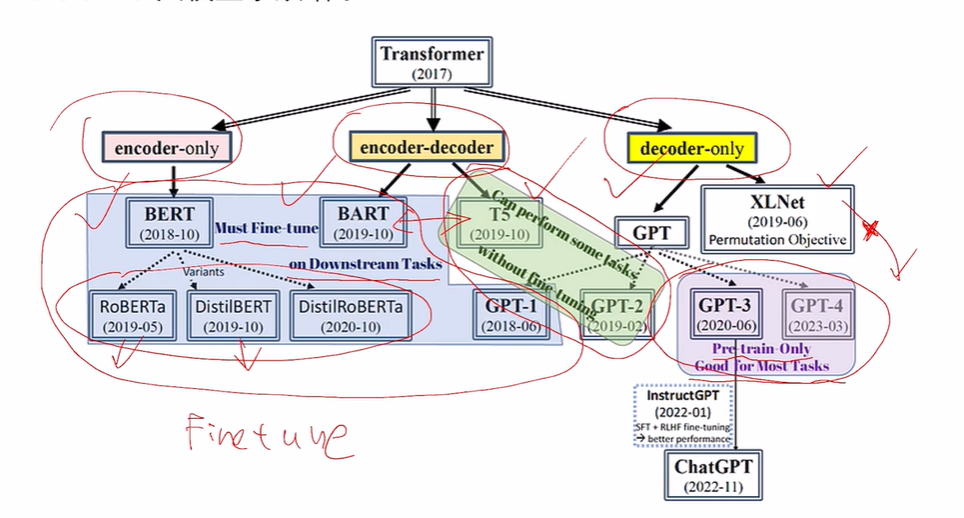 Transformer
(2017)
encoder-only
encoder-decoder
decoder-only
BERT
(2018-10)
Must Fine-tune
BART
(2019-10)
on Downstream Tasks
T5
(2019-10)
Can perform some tasks
without fine-tuning
GPT
XLNet
(2019-06)
Permutation Objective
Variants
RoBERTa
(2019-05)
DistilBERT
(2019-10)
DistilRoBERTa
(2020-10)
GPT-1
(2018-06)
GPT-2
(2019-02)
GPT-3
(2020-06)
GPT-4
(2023-03)
Pre-train-Only
Good for Most Tasks
InstructGPT
(2022-01)
SFT + RLHF fine-tuning
→ better performance
ChatGPT
(2022-11)
Finetune